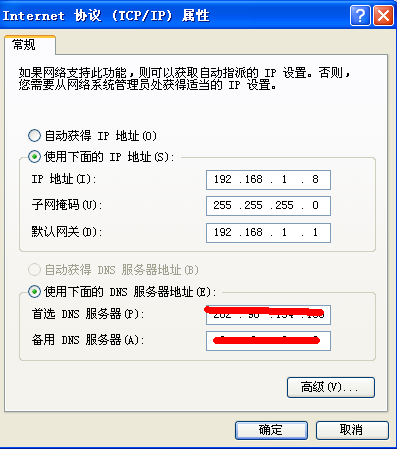 Internet 协议 (TCP/IP) 属性
常规
如果网络支持此功能，则可以获取自动指派的 IP 设置。否则，
您需要从网络系统管理员处获得适当的 IP 设置。
自动获得 IP 地址(O)
使用下面的 IP 地址(S):
IP 地址(I): 192 .168 . 1 . 8
子网掩码(U): 255 .255 .255 . 0
默认网关(D): 192 .168 . 1 . 1
自动获得 DNS 服务器地址(B)
使用下面的 DNS 服务器地址(E):
首选 DNS 服务器(P):
备用 DNS 服务器(A):
高级(V)...
确定 取消